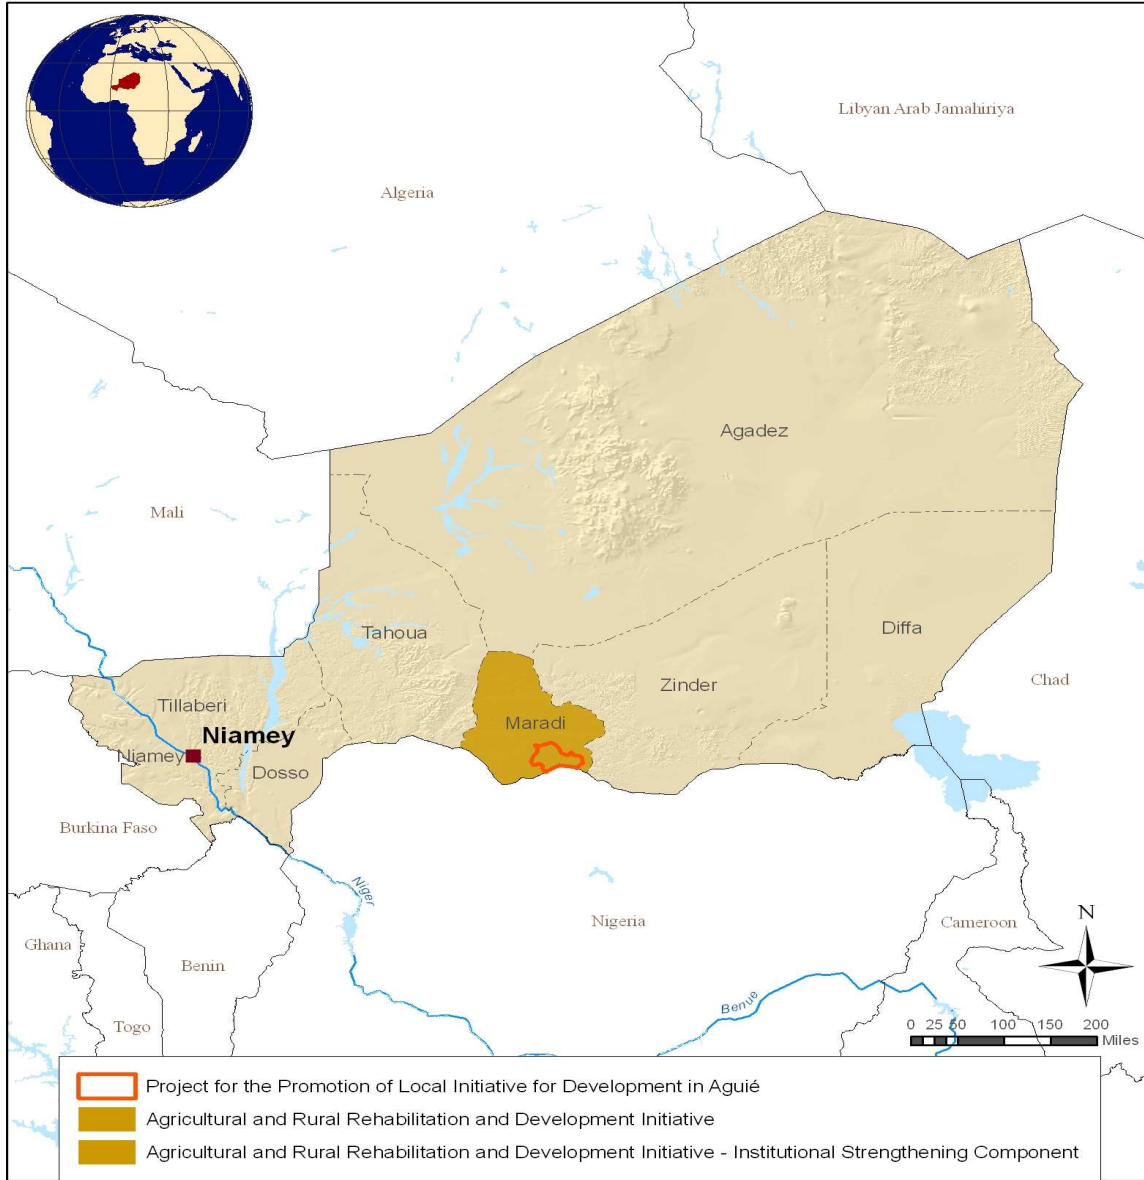 Libyan Arab Jamahiriya
Algeria
Agadez
Mali
Tahoua
Diffa
Zinder
Chad
Tillaberi
Maradi
Niamey
Niamey
Dosso
Burkina Faso
Niger
Nigeria
Cameroon
N
Ghana
Benin
Benue
Togo
0 25 50 100 150 200
Miles
Project for the Promotion of Local Initiative for Development in Aguié
Agricultural and Rural Rehabilitation and Development Initiative
Agricultural and Rural Rehabilitation and Development Initiative - Institutional Strengthening Component